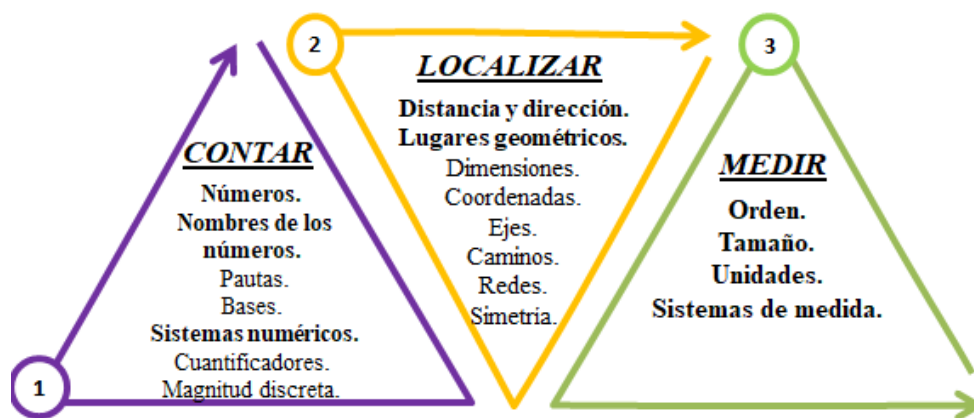 1
CONTAR
Números.
Nombres de los
números.
Pautas.
Bases.
Sistemas numéricos.
Cuantificadores.
Magnitud discreta.
2
LOCALIZAR
Distancia y dirección.
Lugares geométricos.
Dimensiones.
Coordenadas.
Ejes.
Caminos.
Redes.
Simetría.
3
MEDIR
Orden.
Tamaño.
Unidades.
Sistemas de medida.